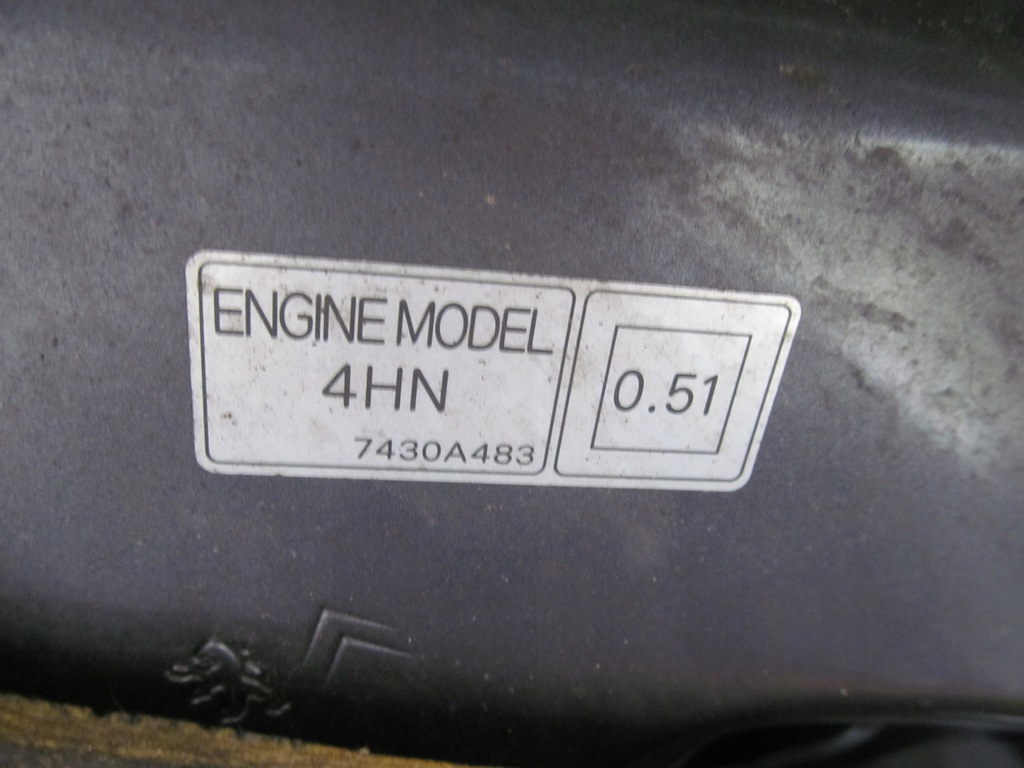 ENGINE MODEL
4HN
7430A483
0.51